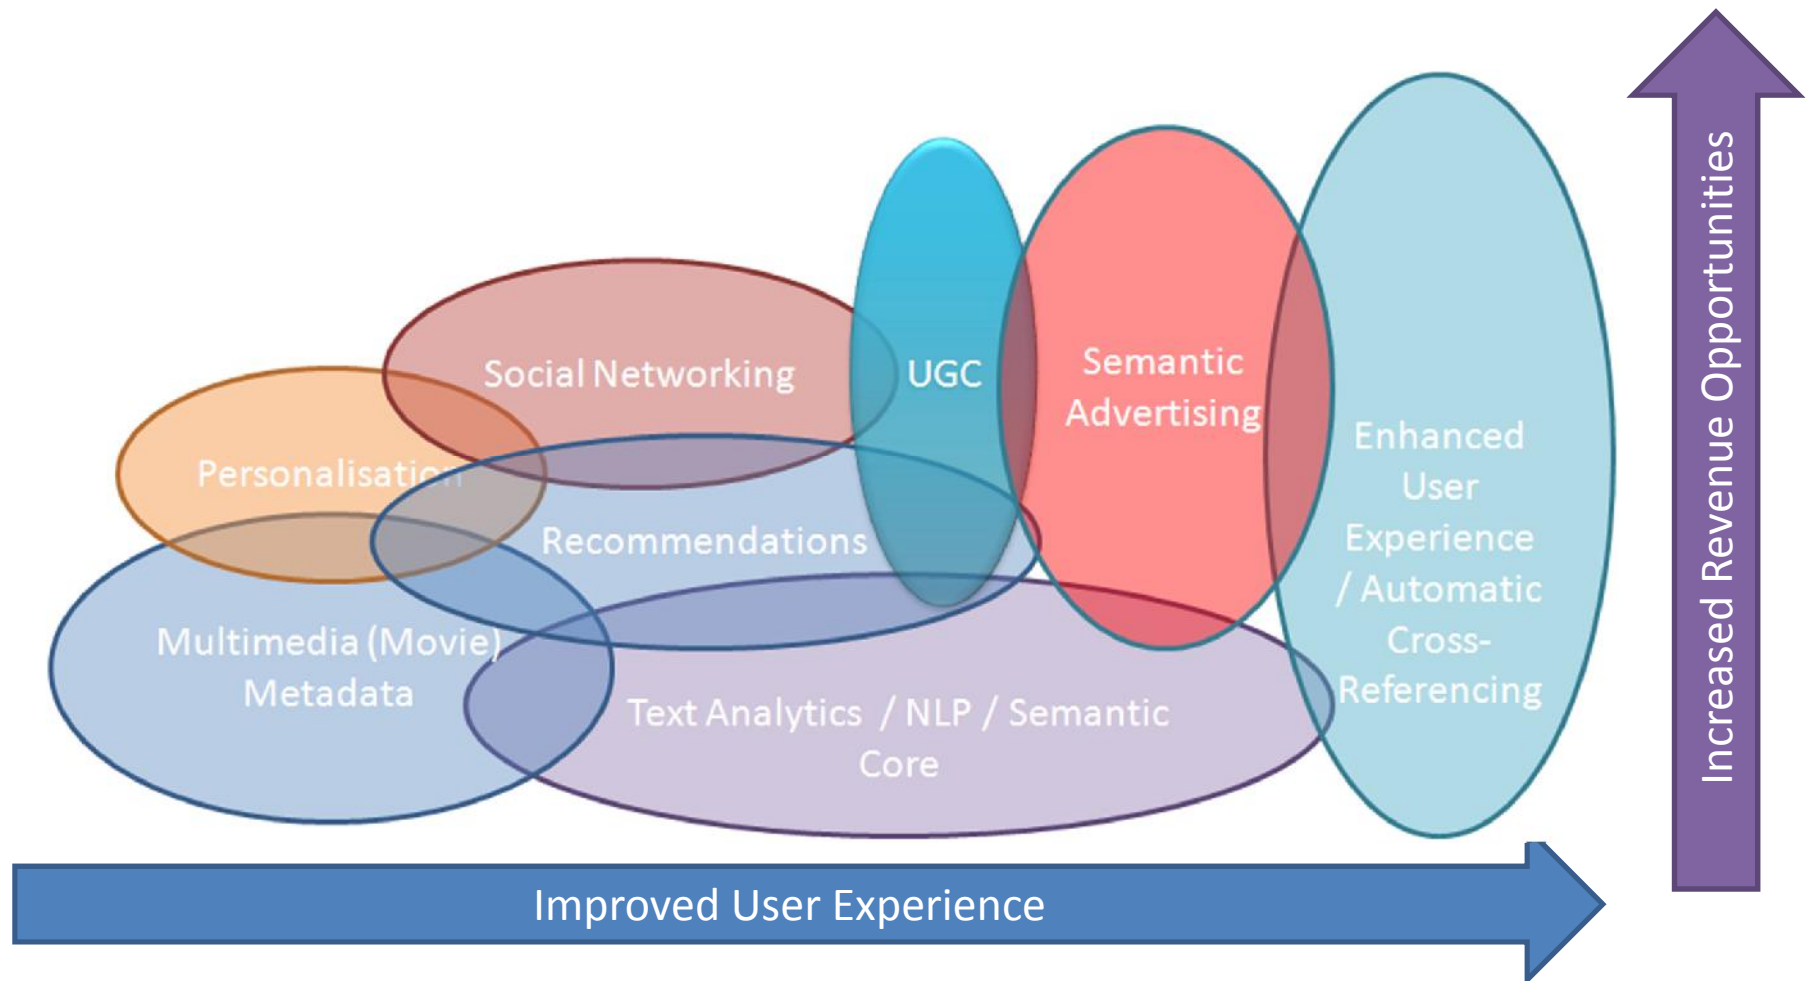 Social Networking
UGC
Semantic
Advertising
Enhanced
User
Experience
/ Automatic
Cross-
Referencing
Personalisation
Recommendations
Multimedia (Movie)
Metadata
Text Analytics / NLP / Semantic
Core
Improved User Experience
Increased Revenue Opportunities